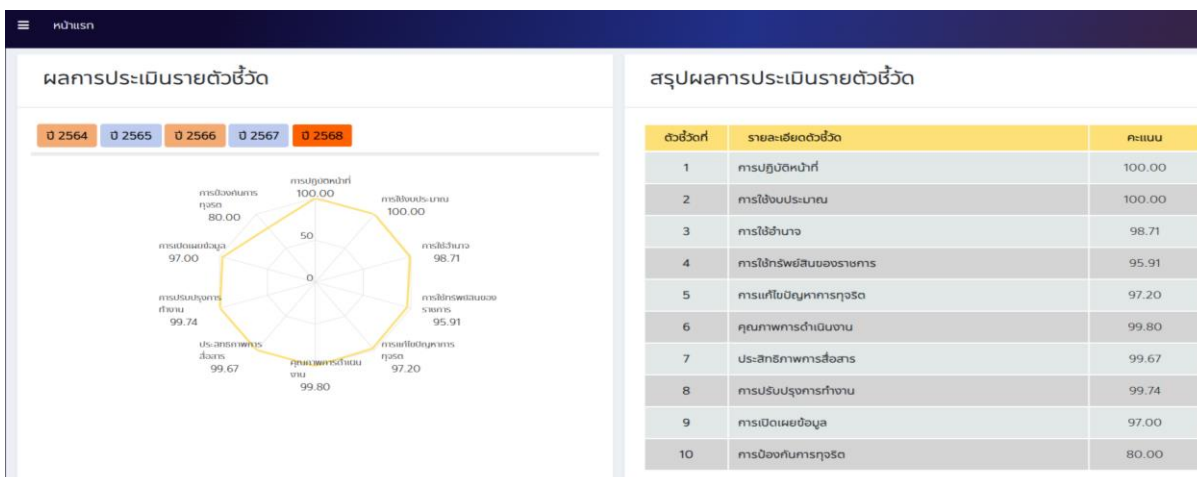 หน้าแรก
ผลการประเมินรายตัวชี้วัด
ปี 2564 ปี 2565 ปี 2566 ปี 2567 ปี 2568
การปฏิบัติหน้าที่
100.00
การใช้งบประมาณ
100.00
การใช้อำนาจ
98.71
การใช้ทรัพย์สินของ
ราชการ
95.91
การแก้ไขปัญหาการ
ทุจริต
97.20
คุณภาพการดำเนิน
งาน
99.80
ประสิทธิภาพการ
สื่อสาร
99.67
การปรับปรุงการ
ทำงาน
99.74
การเปิดเผยข้อมูล
97.00
การป้องกันการ
ทุจริต
80.00
50
0
สรุปผลการประเมินรายตัวชี้วัด
ตัวชี้วัดที่ รายละเอียดตัวชี้วัด คะแนน
1 การปฏิบัติหน้าที่ 100.00
2 การใช้งบประมาณ 100.00
3 การใช้อำนาจ 98.71
4 การใช้ทรัพย์สินของราชการ 95.91
5 การแก้ไขปัญหาการทุจริต 97.20
6 คุณภาพการดำเนินงาน 99.80
7 ประสิทธิภาพการสื่อสาร 99.67
8 การปรับปรุงการทำงาน 99.74
9 การเปิดเผยข้อมูล 97.00
10 การป้องกันการทุจริต 80.00